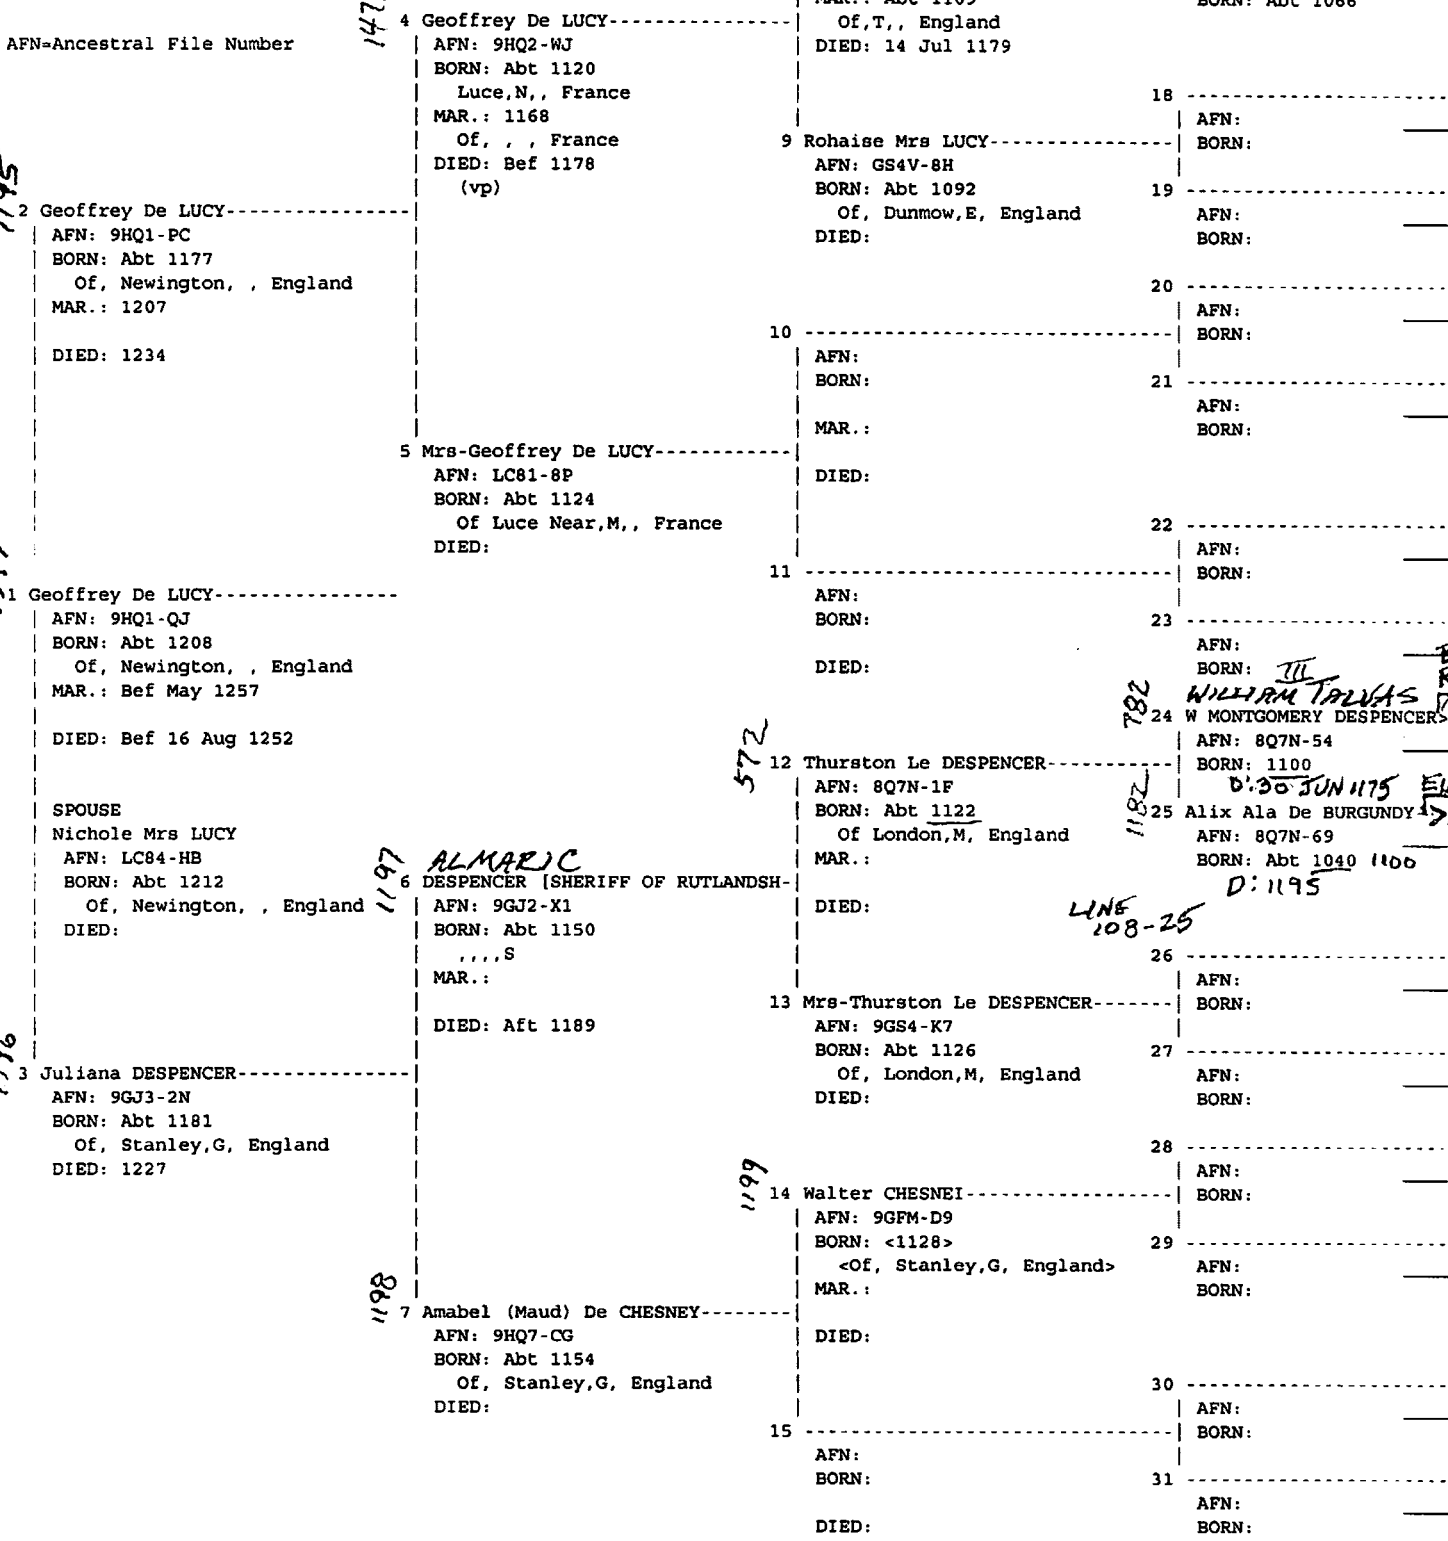 AFN=Ancestral File Number
1195
2 Geoffrey De LUCY
AFN: 9HQ1-PC
BORN: Abt 1177
Of, Newington, , England
MAR.: 1207
DIED: 1234
1 Geoffrey De LUCY
AFN: 9HQ1-QJ
BORN: Abt 1208
Of, Newington, , England
MAR.: Bef May 1257
DIED: Bef 16 Aug 1252
SPOUSE
Nichole Mrs LUCY
AFN: LC84-HB
BORN: Abt 1212
Of, Newington, , England
DIED:
1196
3 Juliana DESPENCER
AFN: 9GJ3-2N
BORN: Abt 1181
Of, Stanley,G, England
DIED: 1227
4 Geoffrey De LUCY
AFN: 9HQ2-WJ
BORN: Abt 1120
Luce,N,, France
MAR.: 1168
Of, , , France
DIED: Bef 1178
(vp)
5 Mrs-Geoffrey De LUCY
AFN: LC81-8P
BORN: Abt 1124
Of Luce Near,M,, France
DIED:
1197
ALMARIC
6 DESPENCER [SHERIFF OF RUTLANDSH-
AFN: 9GJ2-X1
BORN: Abt 1150
,,,,S
MAR.:
DIED: Aft 1189
1198
7 Amabel (Maud) De CHESNEY
AFN: 9HQ7-CG
BORN: Abt 1154
Of, Stanley,G, England
DIED:
MAR.: Abt 1109
Of,T,, England
DIED: 14 Jul 1179
9 Rohaise Mrs LUCY
AFN: GS4V-8H
BORN: Abt 1092
Of, Dunmow,E, England
DIED:
10
AFN:
BORN:
MAR.:
DIED:
11
AFN:
BORN:
DIED:
572
12 Thurston Le DESPENCER
AFN: 8Q7N-1F
BORN: Abt 1122
Of London,M, England
MAR.:
DIED:
LINE
108-25
13 Mrs-Thurston Le DESPENCER
AFN: 9GS4-K7
BORN: Abt 1126
Of, London,M, England
DIED:
1199
14 Walter CHESNEI
AFN: 9GFM-D9
BORN: <1128>
<Of, Stanley,G, England>
MAR.:
DIED:
15
AFN:
BORN:
DIED:
BORN: Abt 1066
18
AFN:
BORN:
19
AFN:
BORN:
20
AFN:
BORN:
21
AFN:
BORN:
22
AFN:
BORN:
23
AFN:
BORN:
III
782
WILLIAM TALVAS
24 W MONTGOMERY DESPENCER>
AFN: 8Q7N-54
BORN: 1100
D:30 JUN 1175
1182
25 Alix Ala De BURGUNDY
AFN: 8Q7N-69
BORN: Abt 1040 1100
D: 1195
26
AFN:
BORN:
27
AFN:
BORN:
28
AFN:
BORN:
29
AFN:
BORN:
30
AFN:
BORN:
31
AFN:
BORN: